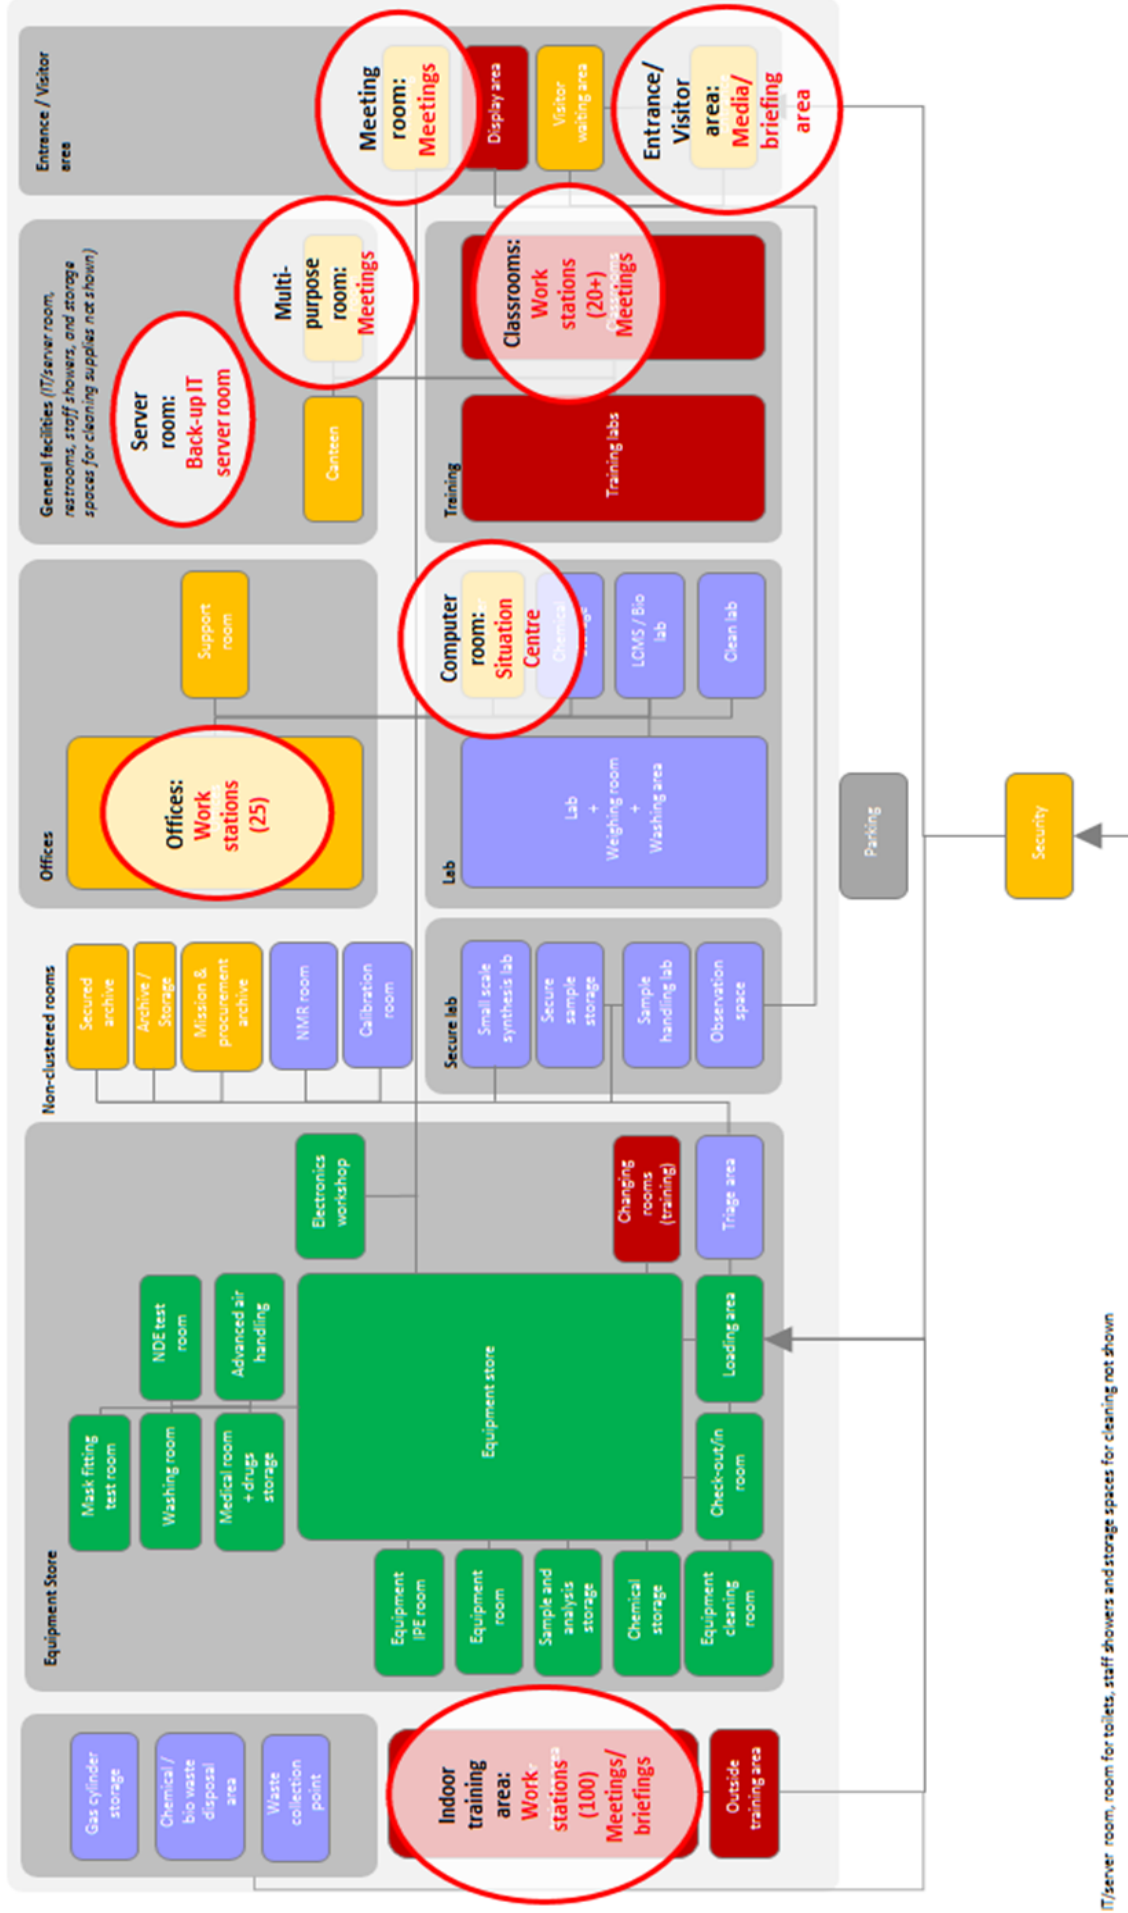 Equipment Store
Non-clustered rooms
Offices
General facilities (IT/server room,
restrooms, staff showers, and storage
spaces for cleaning supplies not shown)
Entrance / Visitor
area
Gas cylinder
storage
Chemical /
bio waste
disposal
area
Waste
collection
point
Indoor
training
area:
Work
stations
(100)
Meetings/
briefings
Outside
training area
Mask fitting
test room
Washing room
Medical room
+ drugs
storage
NDE test
room
Advanced air
handling
Electronics
workshop
Equipment store
Equipment
IPE room
Equipment
room
Sample and
analysis
storage
Chemical
storage
Equipment
cleaning
room
Check-out/in
room
Loading area
Changing
rooms
(training)
Triage area
Secured
archive
Archive /
Storage
Mission &
procurement
archive
NMR room
Calibration
room
Secure lab
Small scale
synthesis lab
Secure
sample
storage
Sample
handling lab
Observation
space
Offices:
Work
stations
(25)
Support
room
Lab
Lab
+
Weighing room
+
Washing area
Computer
room:
Situation
Centre
Chemical
LCMS / Bio
lab
Clean lab
Server
room:
Back-up IT
server room
Canteen
Multi-
purpose
room:
Meetings
Training
Training labs
Classrooms:
Work
stations
(20+)
Meetings
Meeting
room:
Meetings
Display area
Visitor
waiting area
Entrance/
Visitor
area:
Media/
briefing
area
Parking
Security
IT/server room, room for toilets, staff showers and storage spaces for cleaning not shown